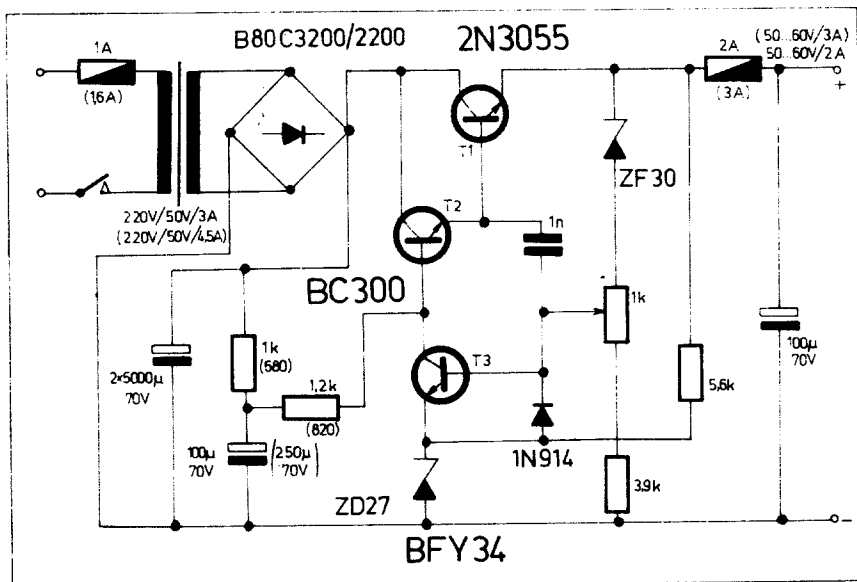 1A
(1,6A)
B80C3200/2200
2N3055
2A
(3A)
(50...60V/3A)
50...60V/2A
+
T1
ZF30
220V/50V/3A
(220V/50V/4,5A)
T2
1n
BC300
1k
100µ
70V
T3
2×5000µ
70V
1k
(680)
1,2k
(820)
5,6k
100µ
70V
(250µ
70V)
1N914
ZD27
3,9k
BFY34
-